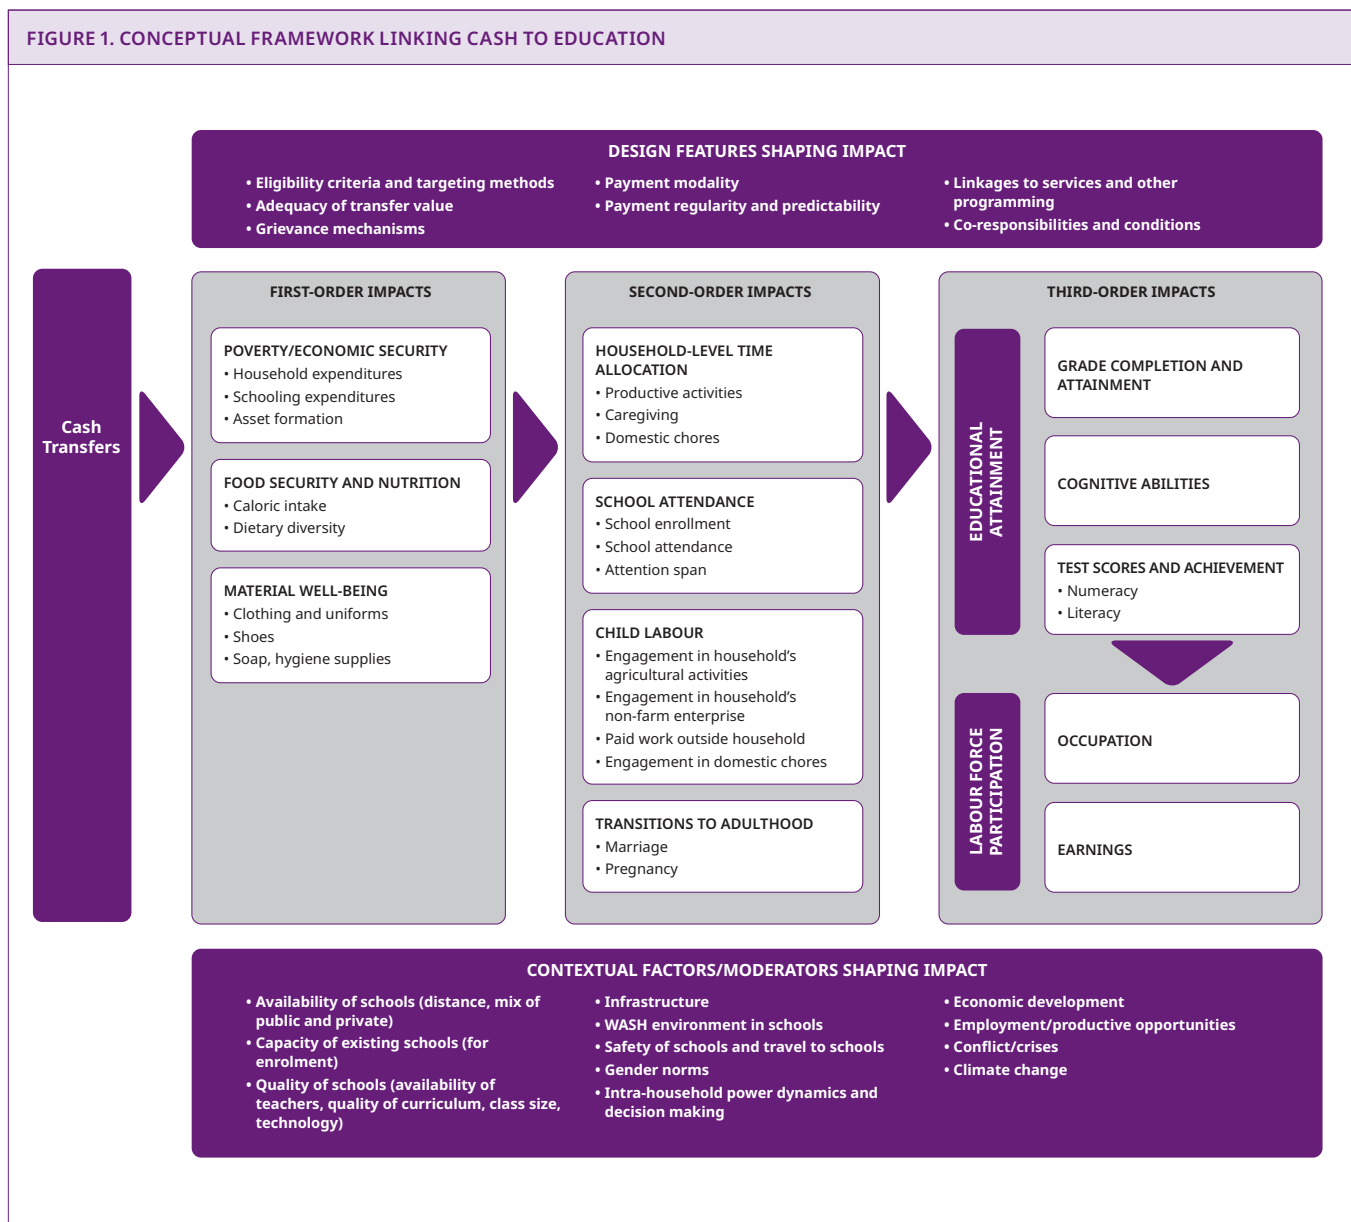 FIGURE 1. CONCEPTUAL FRAMEWORK LINKING CASH TO EDUCATION
DESIGN FEATURES SHAPING IMPACT
• Eligibility criteria and targeting methods
• Adequacy of transfer value
• Grievance mechanisms
• Payment modality
• Payment regularity and predictability
• Linkages to services and other
programming
• Co-responsibilities and conditions
Cash
Transfers
FIRST-ORDER IMPACTS
POVERTY/ECONOMIC SECURITY
• Household expenditures
• Schooling expenditures
• Asset formation
FOOD SECURITY AND NUTRITION
• Caloric intake
• Dietary diversity
MATERIAL WELL-BEING
• Clothing and uniforms
• Shoes
• Soap, hygiene supplies
SECOND-ORDER IMPACTS
HOUSEHOLD-LEVEL TIME
ALLOCATION
• Productive activities
• Caregiving
• Domestic chores
SCHOOL ATTENDANCE
• School enrollment
• School attendance
• Attention span
CHILD LABOUR
• Engagement in household’s
agricultural activities
• Engagement in household’s
non-farm enterprise
• Paid work outside household
• Engagement in domestic chores
TRANSITIONS TO ADULTHOOD
• Marriage
• Pregnancy
THIRD-ORDER IMPACTS
EDUCATIONAL
ATTAINMENT
GRADE COMPLETION AND
ATTAINMENT
COGNITIVE ABILITIES
TEST SCORES AND ACHIEVEMENT
• Numeracy
• Literacy
LABOUR FORCE
PARTICIPATION
OCCUPATION
EARNINGS
CONTEXTUAL FACTORS/MODERATORS SHAPING IMPACT
• Availability of schools (distance, mix of
public and private)
• Capacity of existing schools (for
enrolment)
• Quality of schools (availability of
teachers, quality of curriculum, class size,
technology)
• Infrastructure
• WASH environment in schools
• Safety of schools and travel to schools
• Gender norms
• Intra-household power dynamics and
decision making
• Economic development
• Employment/productive opportunities
• Conflict/crises
• Climate change